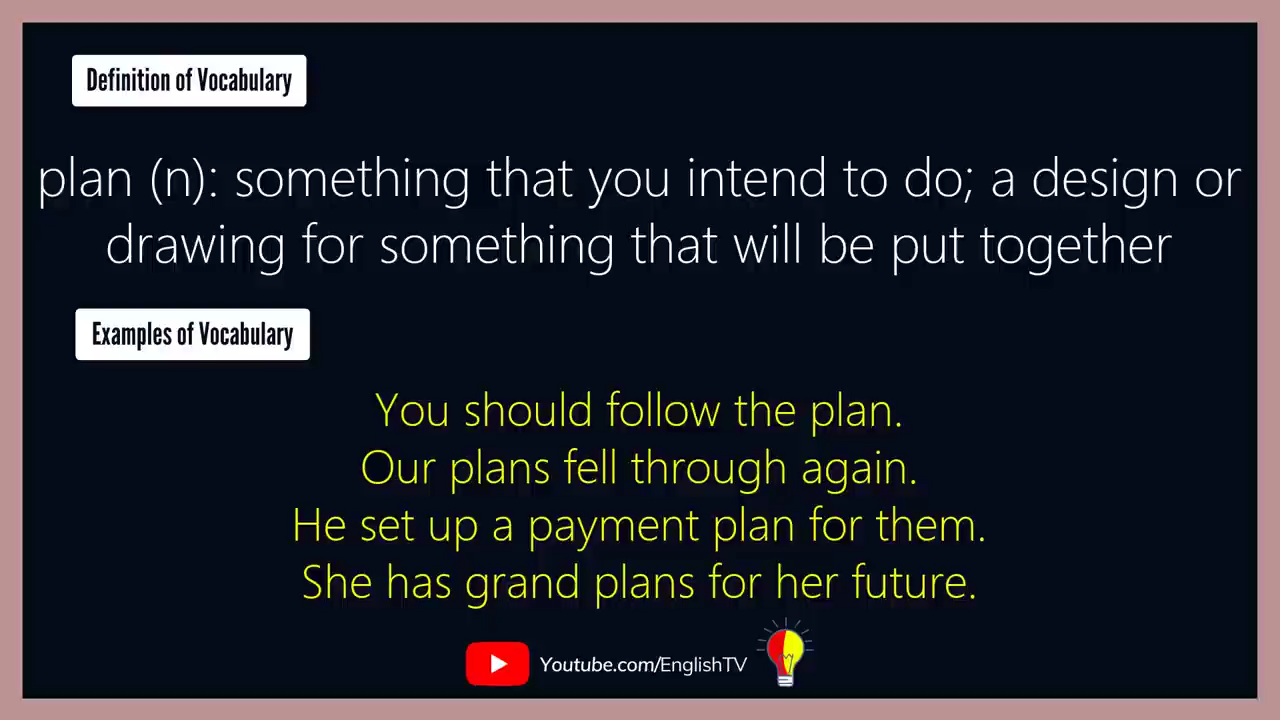 Definition of Vocabulary
plan (n): something that you intend to do; a design or
drawing for something that will be put together
Examples of Vocabulary
You should follow the plan.
Our plans fell through again.
He set up a payment plan for them.
She has grand plans for her future.
Youtube.com/EnglishTV